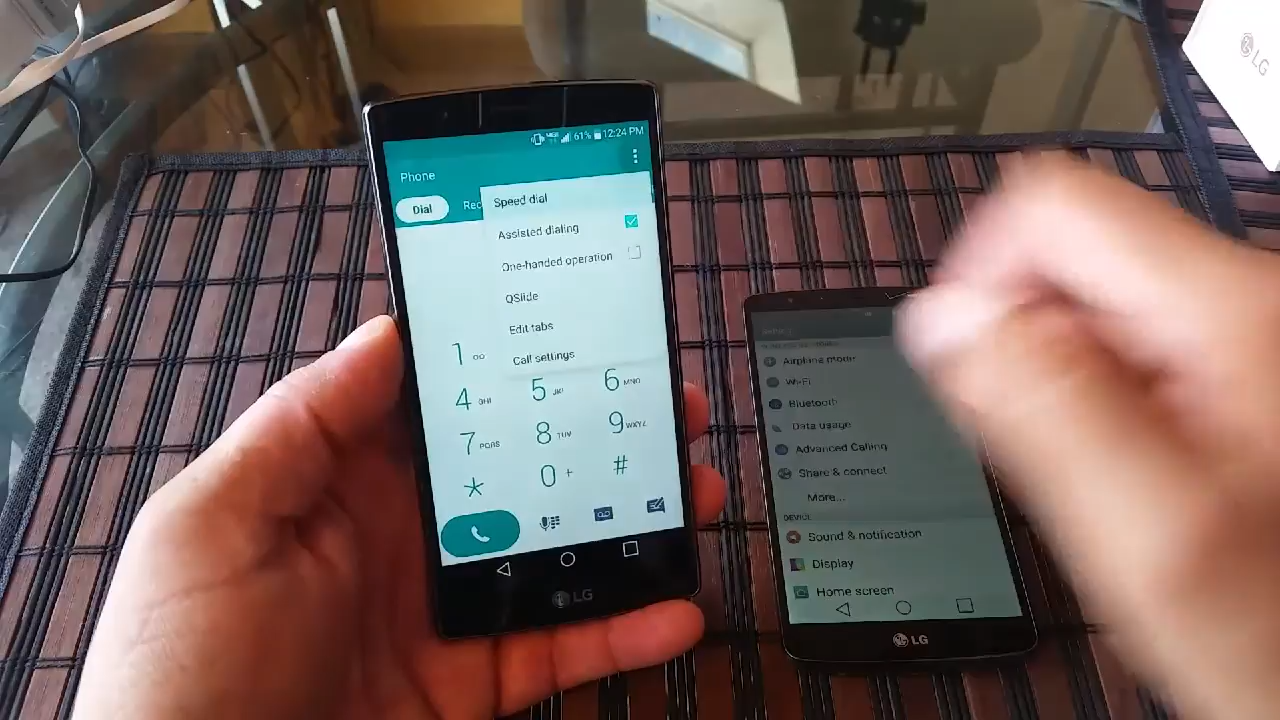 61% 12:24 PM
Phone
Dial
Rec
Speed dial
Assisted dialing
One-handed operation
QSlide
Edit tabs
Call settings
1
4 GHI
5 JKL
6 MNO
7 PQRS
8 TUV
9 WXYZ
*
0 +
#
LG
Airplane mode
Wi-Fi
Bluetooth
Data usage
Advanced Calling
Share & connect
More...
DEVICE
Sound & notification
Display
Home screen
LG
LG